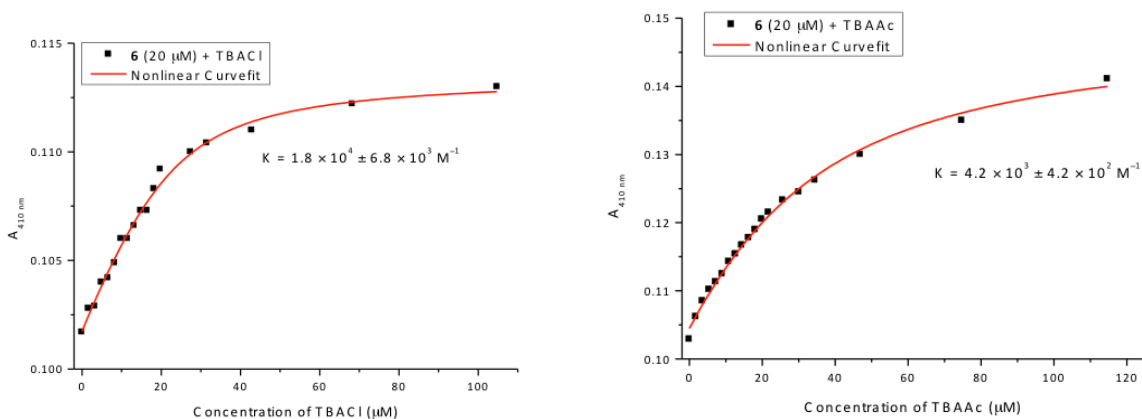 0.115
0.110
0.105
0.100
A 410 nm
6 (20 μM) + TBACl
Nonlinear Curvefit
K = 1.8 × 10⁴ ± 6.8 × 10³ M⁻¹
0 20 40 60 80 100
Concentration of TBACl (μM)
0.15
0.14
0.13
0.12
0.11
0.10
A 410 nm
6 (20 μM) + TBAAc
Nonlinear Curvefit
K = 4.2 × 10³ ± 4.2 × 10² M⁻¹
0 20 40 60 80 100 120
Concentration of TBAAc (μM)